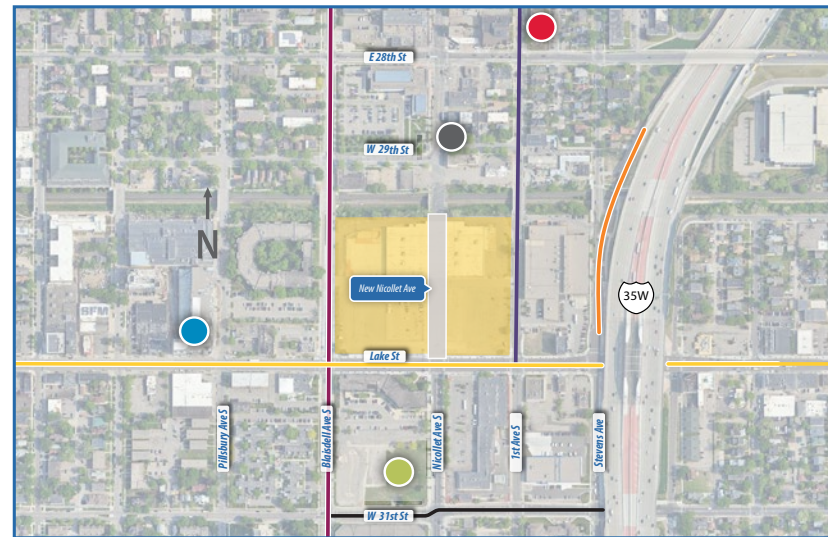 E 28th St
W 29th St
N
New Nicollet Ave
35W
BFM
Lake St
Pillsbury Ave S
Blaisdell Ave S
Nicollet Ave S
1st Ave S
Stevens Ave
W 31st St